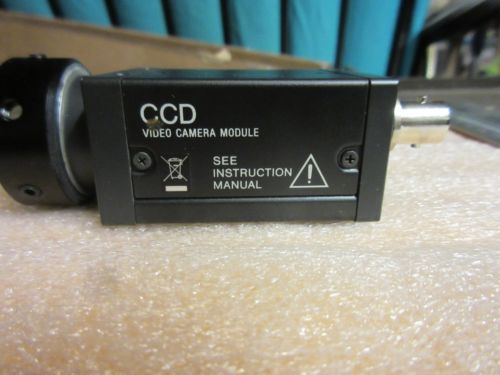 CCD
VIDEO CAMERA MODULE
SEE
INSTRUCTION
MANUAL